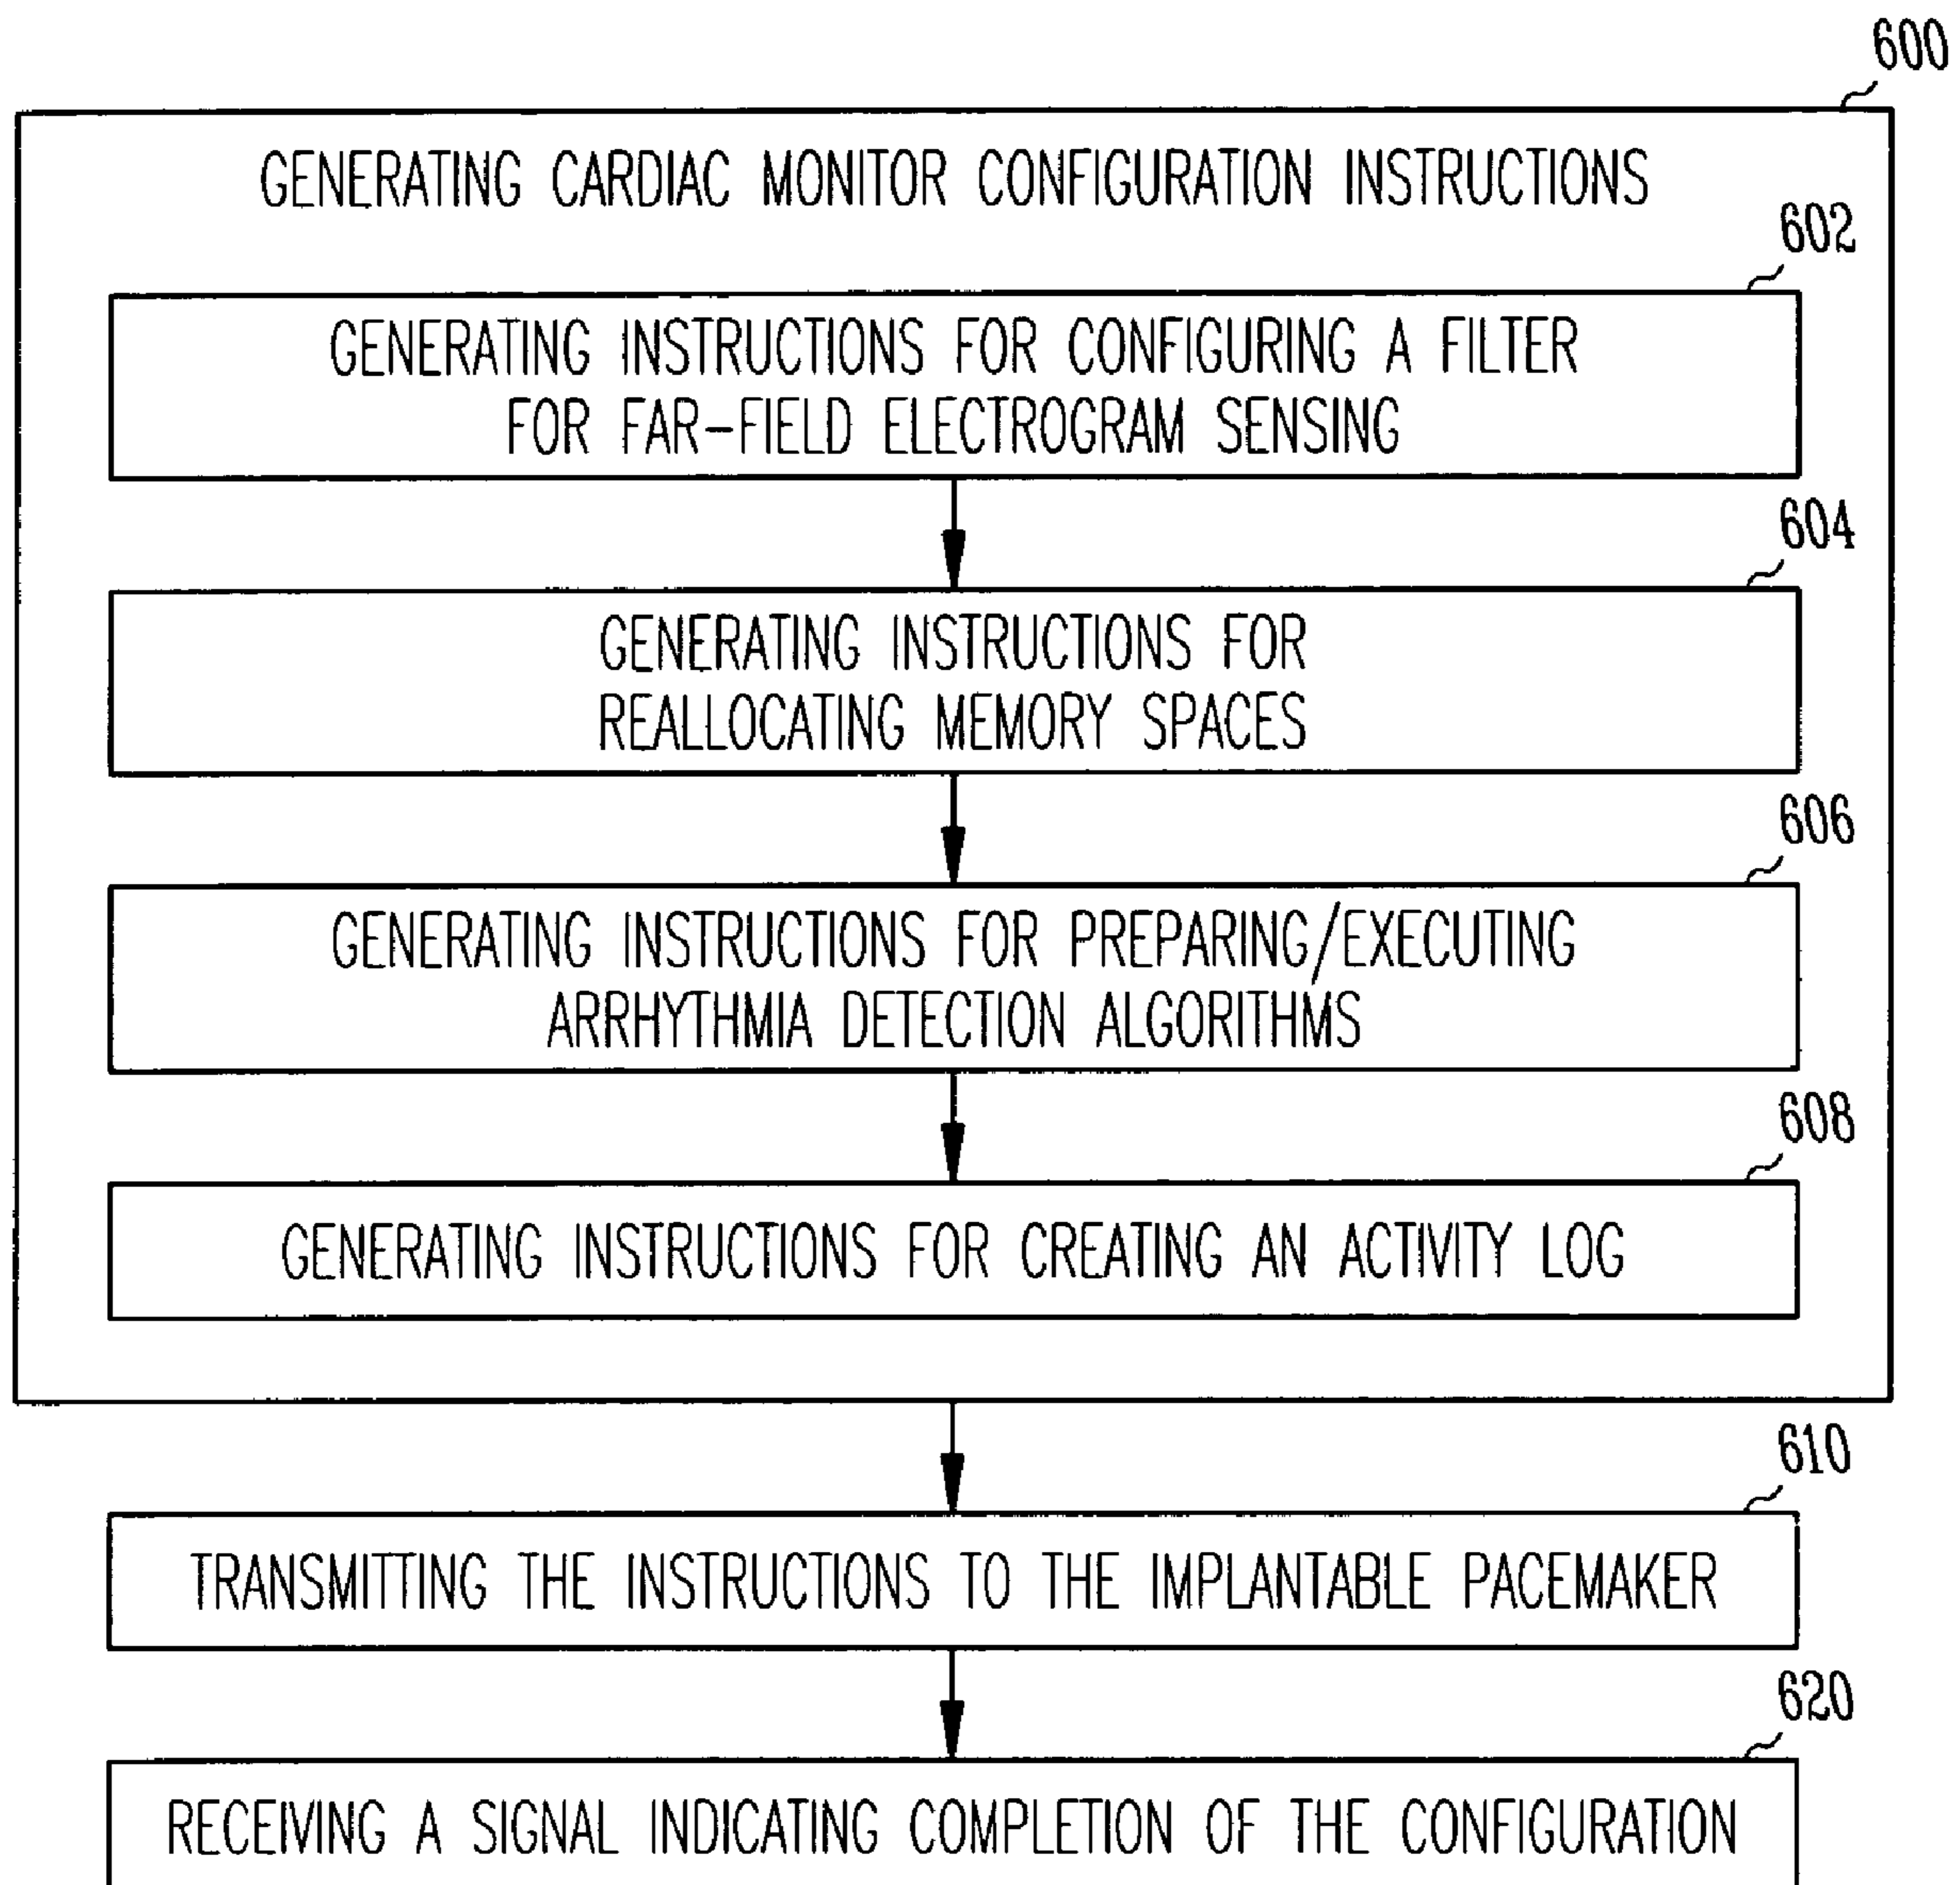 600
GENERATING CARDIAC MONITOR CONFIGURATION INSTRUCTIONS
602
GENERATING INSTRUCTIONS FOR CONFIGURING A FILTER
FOR FAR-FIELD ELECTROGRAM SENSING
604
GENERATING INSTRUCTIONS FOR
REALLOCATING MEMORY SPACES
606
GENERATING INSTRUCTIONS FOR PREPARING/EXECUTING
ARRHYTHMIA DETECTION ALGORITHMS
608
GENERATING INSTRUCTIONS FOR CREATING AN ACTIVITY LOG
610
TRANSMITTING THE INSTRUCTIONS TO THE IMPLANTABLE PACEMAKER
620
RECEIVING A SIGNAL INDICATING COMPLETION OF THE CONFIGURATION